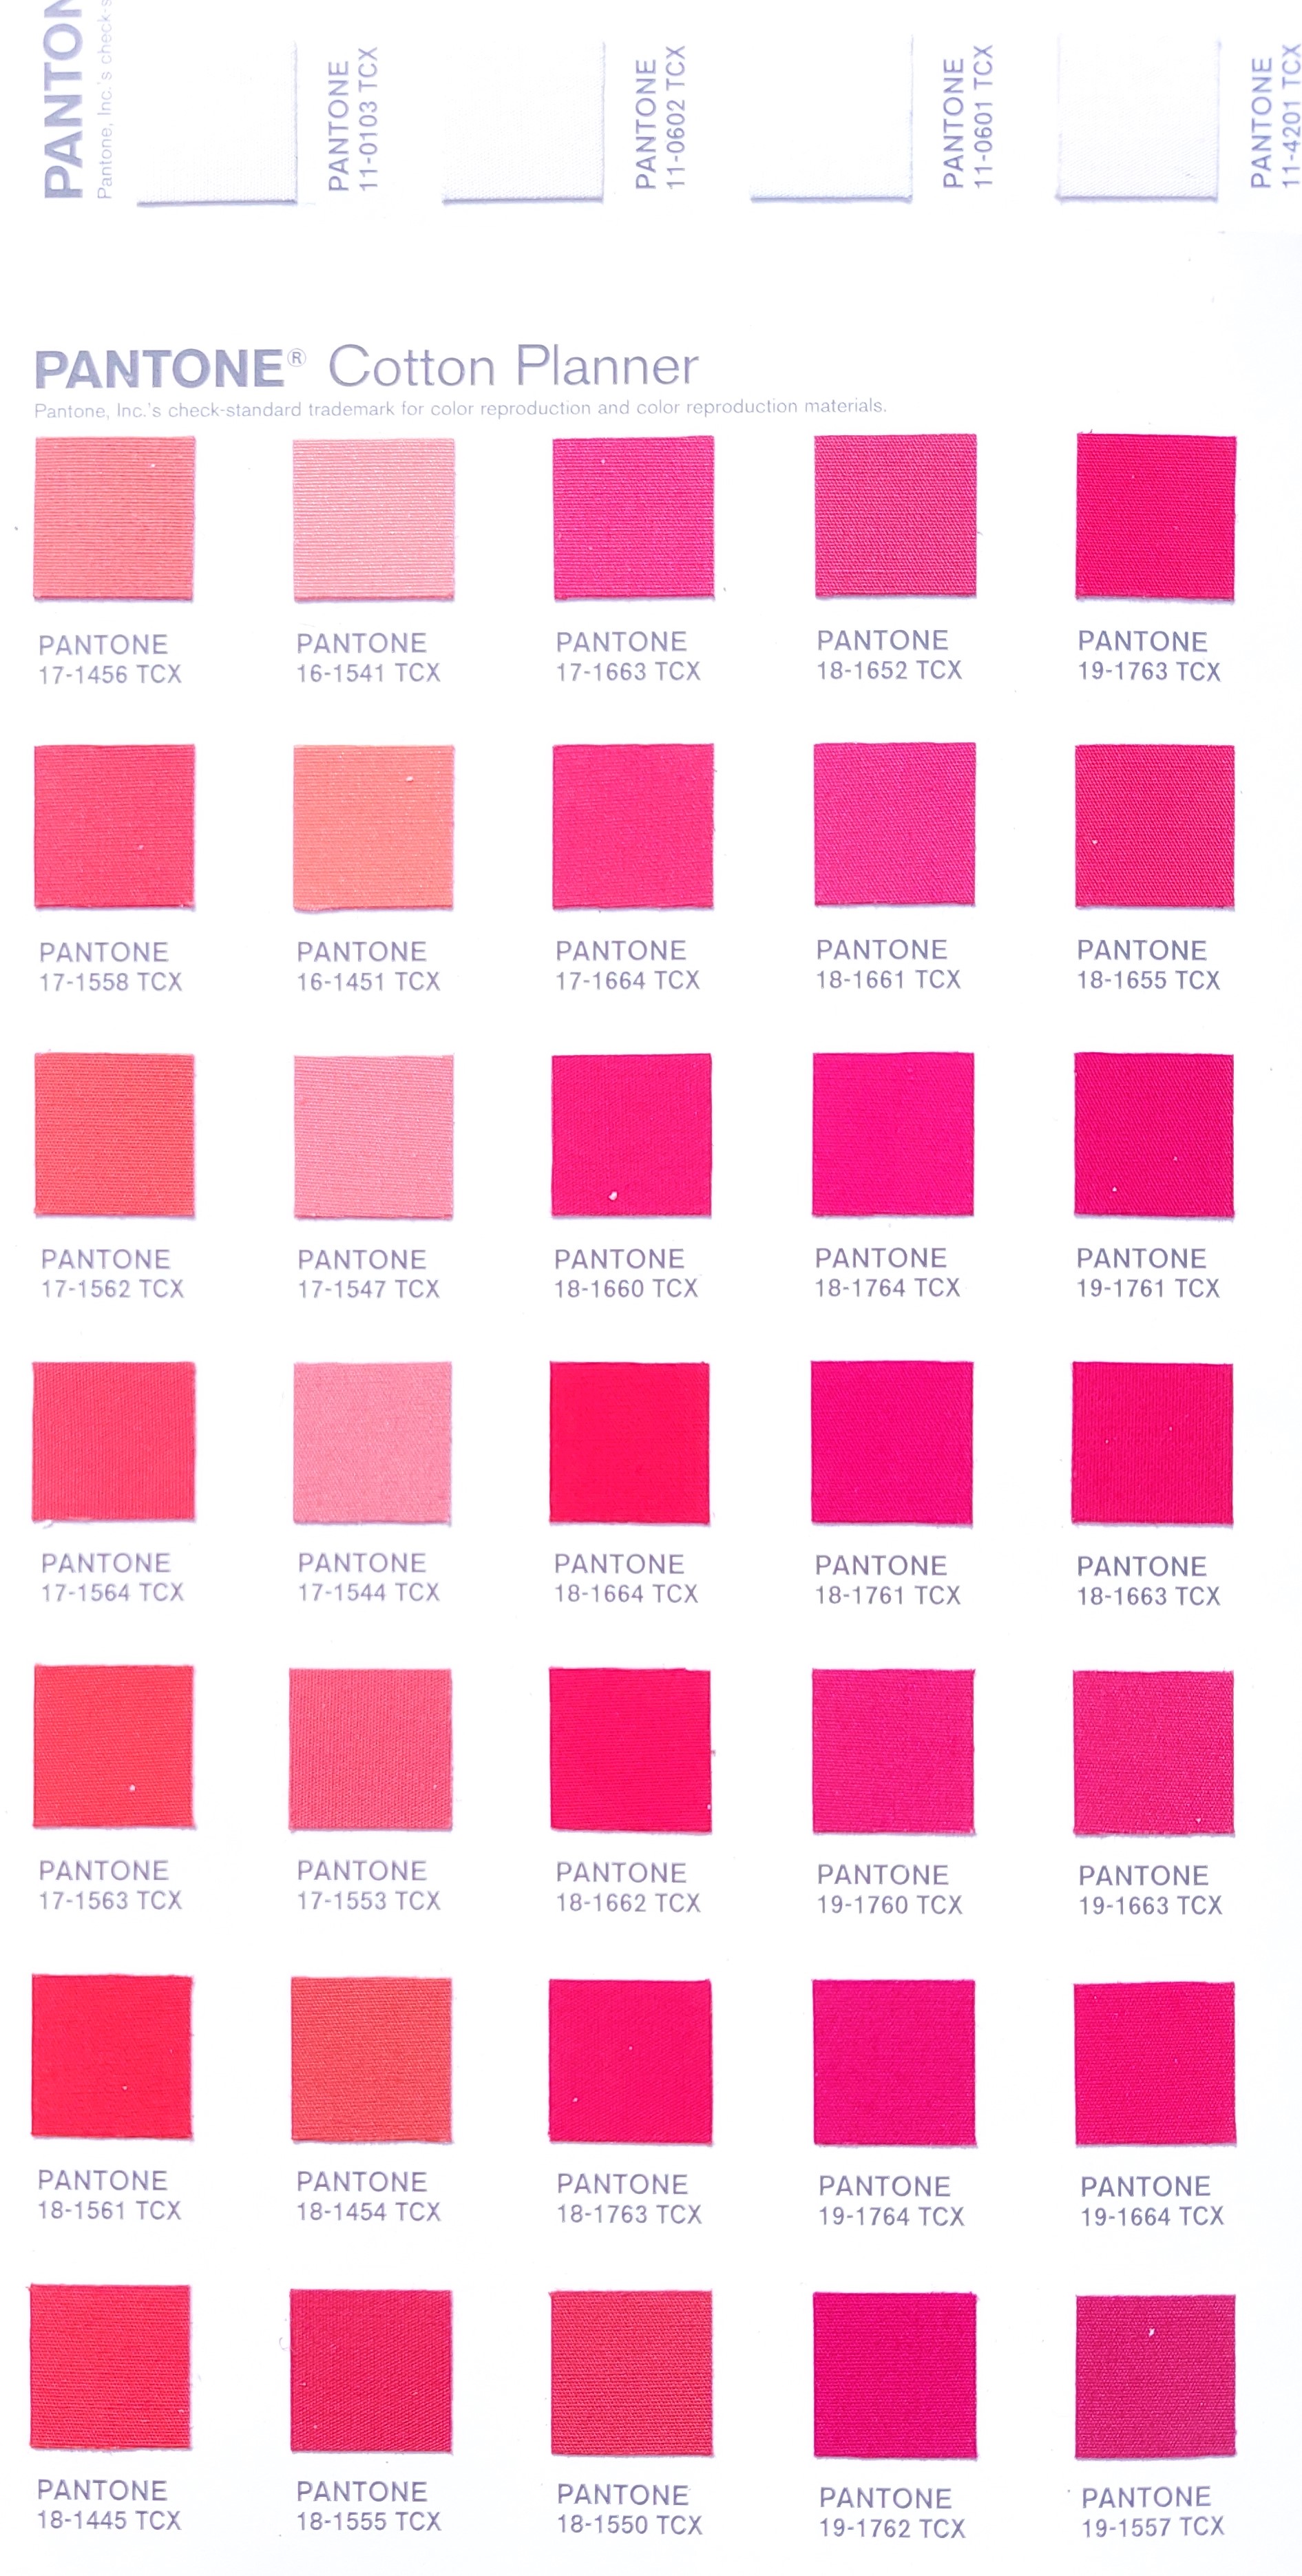 PANTON
Pantone, Inc.'s check-s
PANTONE
11-0103 TCX
PANTONE
11-0602 TCX
PANTONE
11-0601 TCX
PANTONE
11-4201 TCX
PANTONE® Cotton Planner
Pantone, Inc.'s check-standard trademark for color reproduction and color reproduction materials.
PANTONE PANTONE PANTONE PANTONE PANTONE
17-1456 TCX 16-1541 TCX 17-1663 TCX 18-1652 TCX 19-1763 TCX
PANTONE PANTONE PANTONE PANTONE PANTONE
17-1558 TCX 16-1451 TCX 17-1664 TCX 18-1661 TCX 18-1655 TCX
PANTONE PANTONE PANTONE PANTONE PANTONE
17-1562 TCX 17-1547 TCX 18-1660 TCX 18-1764 TCX 19-1761 TCX
PANTONE PANTONE PANTONE PANTONE PANTONE
17-1564 TCX 17-1544 TCX 18-1664 TCX 18-1761 TCX 18-1663 TCX
PANTONE PANTONE PANTONE PANTONE PANTONE
17-1563 TCX 17-1553 TCX 18-1662 TCX 19-1760 TCX 19-1663 TCX
PANTONE PANTONE PANTONE PANTONE PANTONE
18-1561 TCX 18-1454 TCX 18-1763 TCX 19-1764 TCX 19-1664 TCX
PANTONE PANTONE PANTONE PANTONE PANTONE
18-1445 TCX 18-1555 TCX 18-1550 TCX 19-1762 TCX 19-1557 TCX